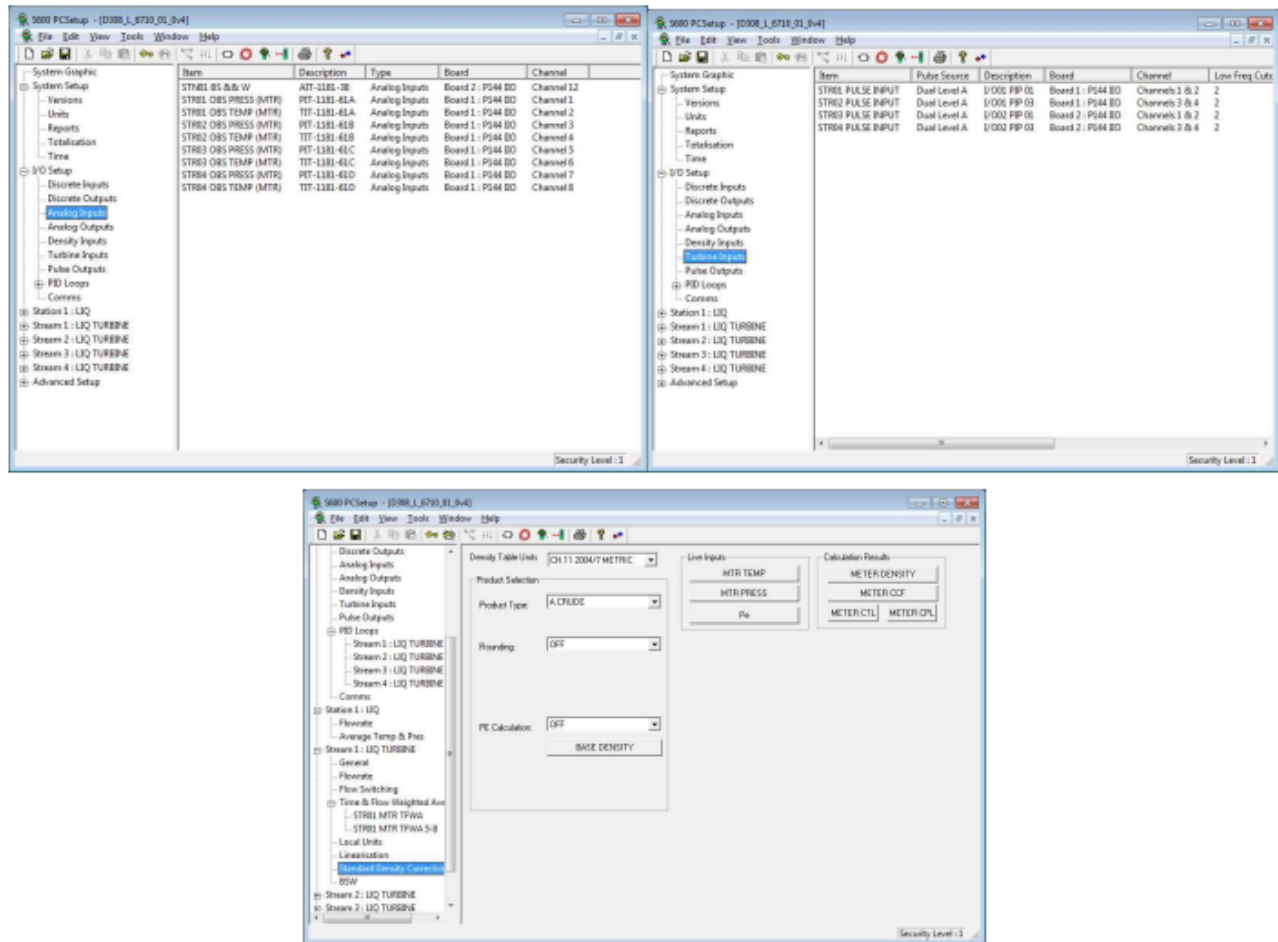 S600 PCSetup - [D308_L_6710_01_0v4]
File Edit View Tools Window Help
System Graphic
System Setup
Versions
Units
Reports
Totalisation
Time
I/O Setup
Discrete Inputs
Discrete Outputs
Analog Inputs
Analog Outputs
Density Inputs
Turbine Inputs
Pulse Outputs
PID Loops
Comms
Station 1 : LIQ
Stream 1 : LIQ TURBINE
Stream 2 : LIQ TURBINE
Stream 3 : LIQ TURBINE
Stream 4 : LIQ TURBINE
Advanced Setup
Item Description Type Board Channel
STN01 BS && W AIT-1181-38 Analog Inputs Board 2 : P144 IIO Channel 12
STR01 OBS PRESS (MTR) PIT-1181-61A Analog Inputs Board 1 : P144 IIO Channel 1
STR01 OBS TEMP (MTR) TIT-1181-61A Analog Inputs Board 1 : P144 IIO Channel 2
STR02 OBS PRESS (MTR) PIT-1181-61B Analog Inputs Board 1 : P144 IIO Channel 3
STR02 OBS TEMP (MTR) TIT-1181-61B Analog Inputs Board 1 : P144 IIO Channel 4
STR03 OBS PRESS (MTR) PIT-1181-61C Analog Inputs Board 1 : P144 IIO Channel 5
STR03 OBS TEMP (MTR) TIT-1181-61C Analog Inputs Board 1 : P144 IIO Channel 6
STR04 OBS PRESS (MTR) PIT-1181-61D Analog Inputs Board 1 : P144 IIO Channel 7
STR04 OBS TEMP (MTR) TIT-1181-61D Analog Inputs Board 1 : P144 IIO Channel 8
Security Level : 1
S600 PCSetup - [D308_L_6710_01_0v4]
File Edit View Tools Window Help
System Graphic
System Setup
Versions
Units
Reports
Totalisation
Time
I/O Setup
Discrete Inputs
Discrete Outputs
Analog Inputs
Analog Outputs
Density Inputs
Turbine Inputs
Pulse Outputs
PID Loops
Comms
Station 1 : LIQ
Stream 1 : LIQ TURBINE
Stream 2 : LIQ TURBINE
Stream 3 : LIQ TURBINE
Stream 4 : LIQ TURBINE
Advanced Setup
Item Pulse Source Description Board Channel Low Freq Cuto
STR01 PULSE INPUT Dual Level A I/O01 PIP 01 Board 1 : P144 IIO Channels 1 & 2 2
STR02 PULSE INPUT Dual Level A I/O01 PIP 03 Board 1 : P144 IIO Channels 3 & 4 2
STR03 PULSE INPUT Dual Level A I/O02 PIP 01 Board 2 : P144 IIO Channels 1 & 2 2
STR04 PULSE INPUT Dual Level A I/O02 PIP 03 Board 2 : P144 IIO Channels 3 & 4 2
Security Level : 1
S600 PCSetup - [D308_L_6710_01_0v4]
File Edit View Tools Window Help
Discrete Outputs
Analog Inputs
Analog Outputs
Density Inputs
Turbine Inputs
Pulse Outputs
PID Loops
Stream 1 : LIQ TURBINE
Stream 2 : LIQ TURBINE
Stream 3 : LIQ TURBINE
Stream 4 : LIQ TURBINE
Comms
Station 1 : LIQ
Flowrate
Average Temp & Pres
Stream 1 : LIQ TURBINE
General
Flowrate
Flow Switching
Time & Flow Weighted Ave
STR01 MTR TFWA
STR01 MTR TFWA 5-8
Local Units
Linearisation
Standard Density Correction
BSW
Stream 2 : LIQ TURBINE
Stream 3 : LIQ TURBINE
Density Table Units CH.11 2004/7 METRIC
Product Selection
Product Type: A CRUDE
Rounding: OFF
PE Calculation: OFF
BASE DENSITY
Live Inputs
MTR TEMP
MTR PRESS
Pe
Calculation Results
METER DENSITY
METER CCF
METER CTL METER CPL
Security Level : 1